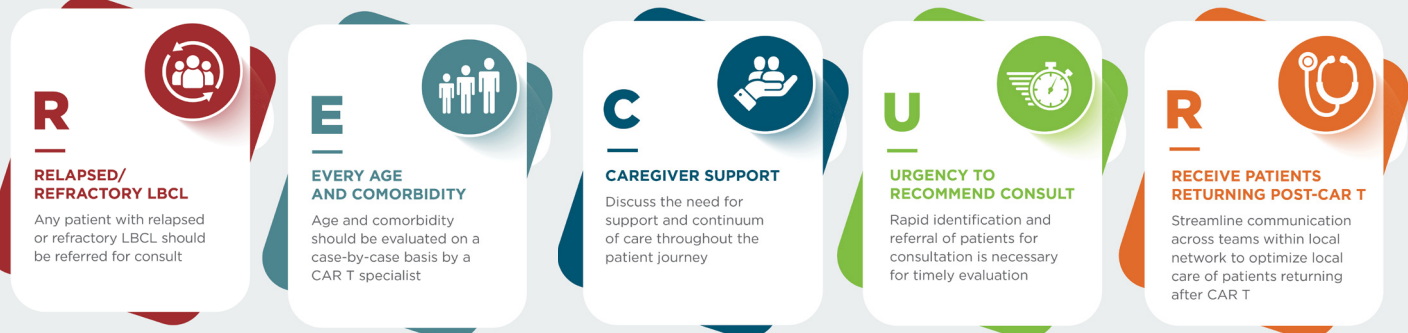 R
RELAPSED/
REFRACTORY LBCL
Any patient with relapsed
or refractory LBCL should
be referred for consult
E
EVERY AGE
AND COMORBIDITY
Age and comorbidity
should be evaluated on a
case-by-case basis by a
CAR T specialist
C
CAREGIVER SUPPORT
Discuss the need for
support and continuum
of care throughout the
patient journey
U
URGENCY TO
RECOMMEND CONSULT
Rapid identification and
referral of patients for
consultation is necessary
for timely evaluation
R
RECEIVE PATIENTS
RETURNING POST-CAR T
Streamline communication
across teams within local
network to optimize local
care of patients returning
after CAR T